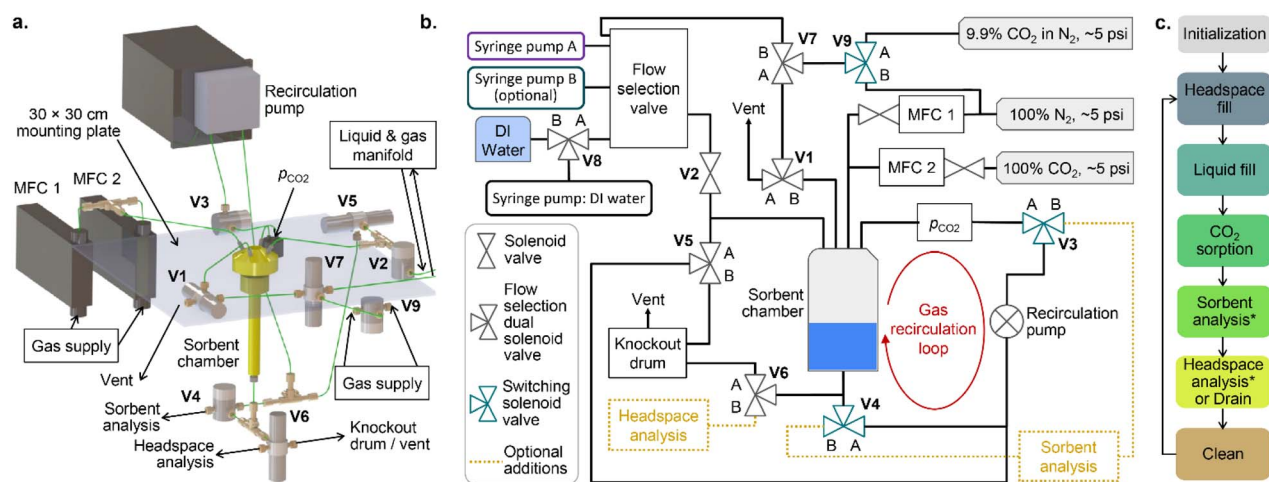 a.
Recirculation
pump
30 × 30 cm
mounting plate
Liquid & gas
manifold
MFC 1
MFC 2
V3
pCO2
V5
V1
V7
V2
V9
Gas supply
Vent
Sorbent
chamber
Gas supply
V4
V6
Sorbent
analysis
Headspace
analysis
Knockout
drum / vent
b.
Syringe pump A
Syringe pump B
(optional)
DI
Water
B
A
V8
Syringe pump: DI water
Flow
selection
valve
V7
B
A
V9
A
B
9.9% CO2 in N2, ~5 psi
MFC 1
100% N2, ~5 psi
MFC 2
100% CO2, ~5 psi
Vent
V1
A
B
V2
V5
A
B
pCO2
A
B
V3
Solenoid
valve
Flow
selection
dual
solenoid
valve
Switching
solenoid
valve
Optional
additions
Vent
Knockout
drum
Sorbent
chamber
Gas
recirculation
loop
Recirculation
pump
V6
A
B
Headspace
analysis
V4
B
A
Sorbent
analysis
c.
Initialization
Headspace
fill
Liquid fill
CO2
sorption
Sorbent
analysis*
Headspace
analysis*
or Drain
Clean